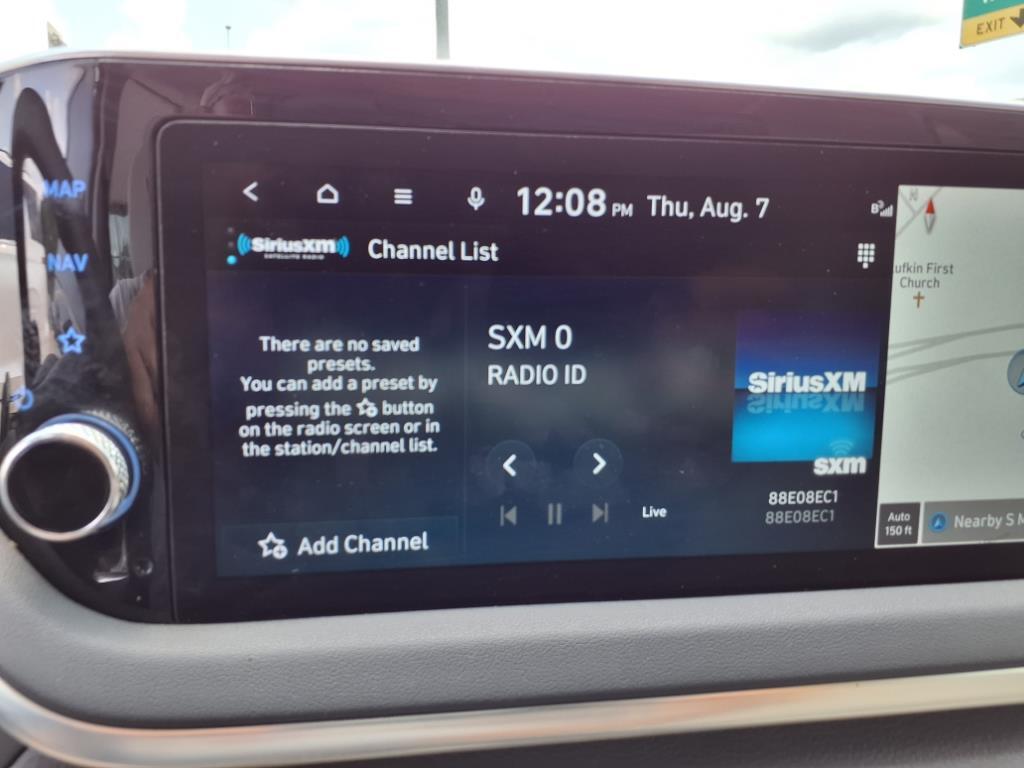 EXIT
MAP
NAV
12:08 PM Thu, Aug. 7
SiriusXM
SATELLITE RADIO
Channel List
There are no saved
presets.
You can add a preset by
pressing the button
on the radio screen or in
the station/channel list.
Add Channel
SXM 0
RADIO ID
Live
SiriusXM
sxm
88E08EC1
88E08EC1
N
ufkin First
Church
Auto
150 ft
Nearby S M